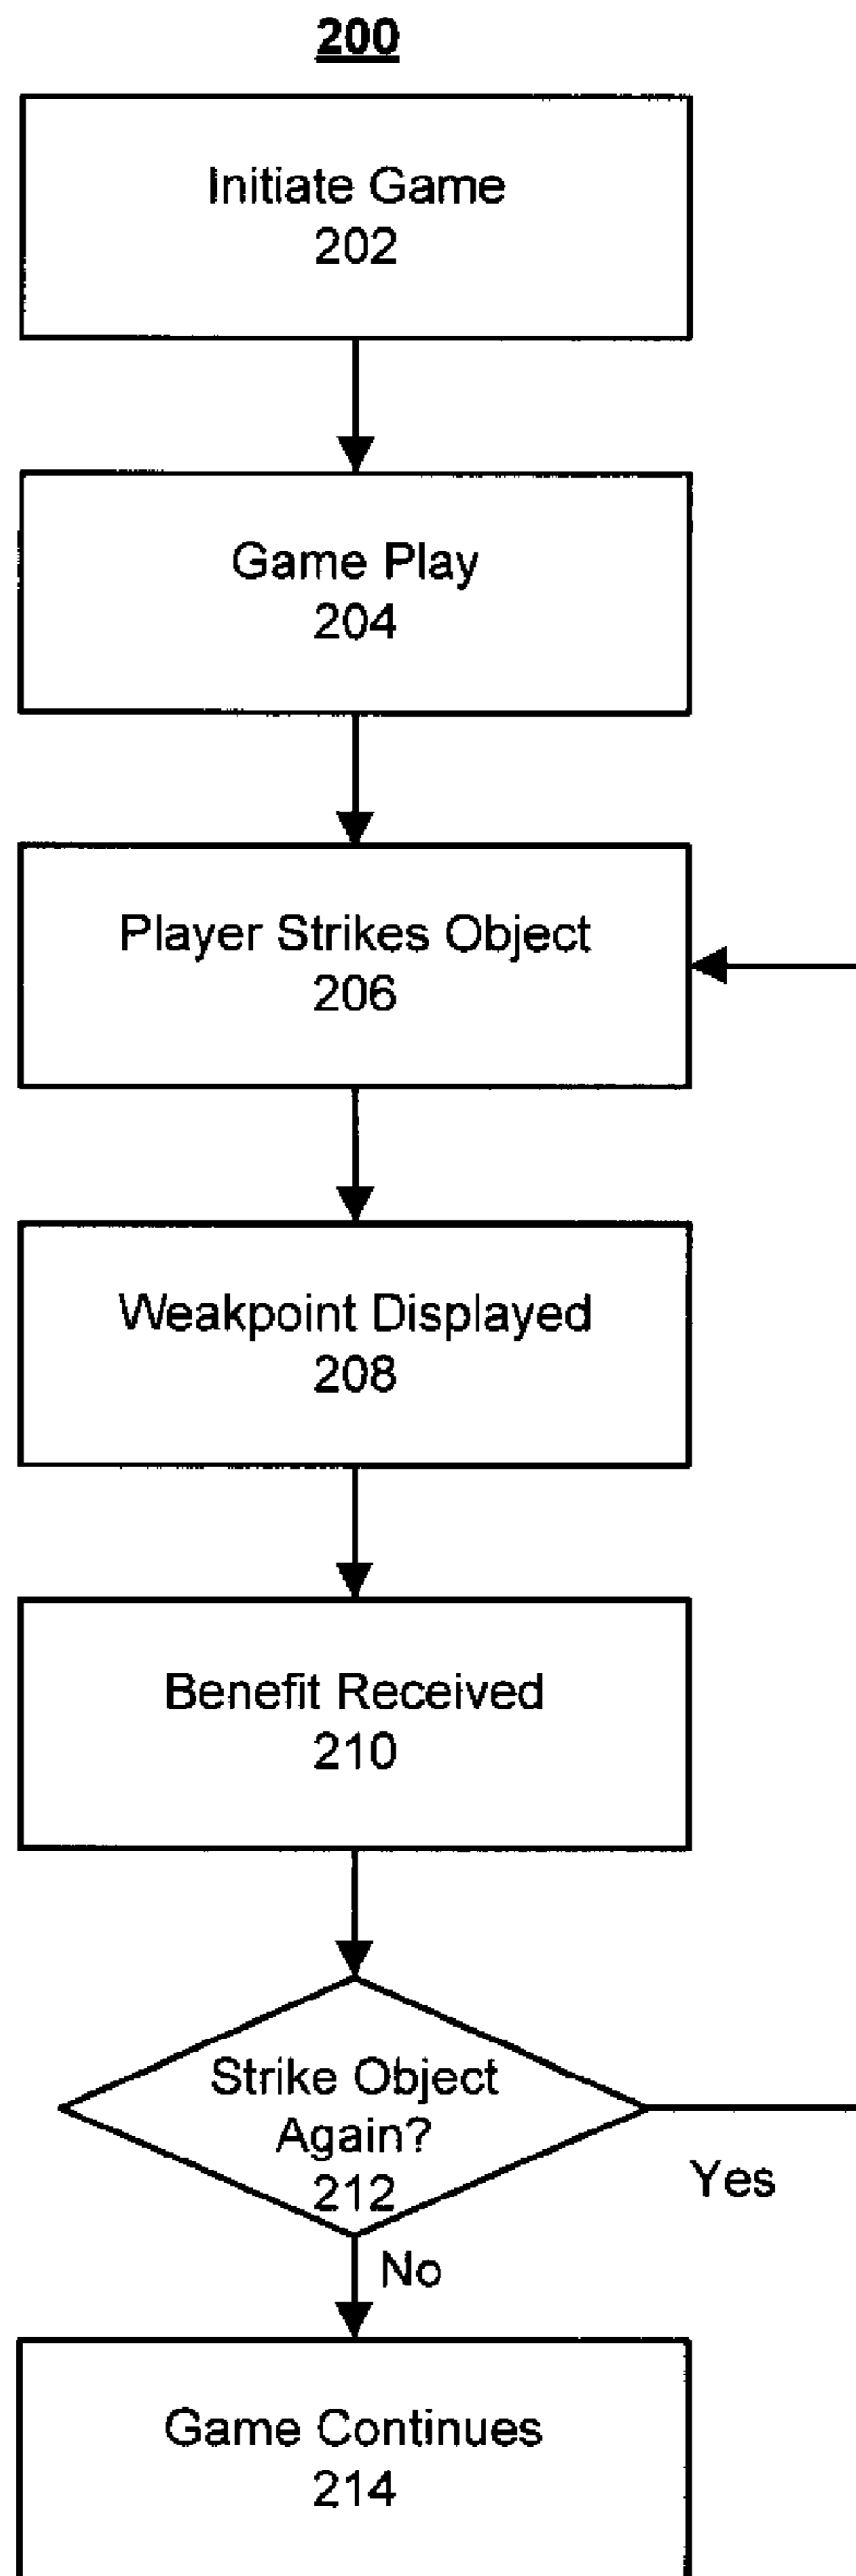 200
Initiate Game
202
Game Play
204
Player Strikes Object
206
Weakpoint Displayed
208
Benefit Received
210
Strike Object
Again?
212
Yes
No
Game Continues
214